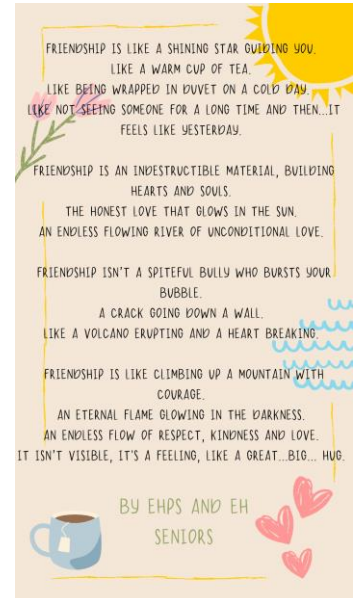 FRIENDSHIP IS LIKE A SHINING STAR GUIDING YOU.
LIKE A WARM CUP OF TEA.
LIKE BEING WRAPPED IN DUVET ON A COLD DAY.
LIKE NOT SEEING SOMEONE FOR A LONG TIME AND THEN...IT
FEELS LIKE YESTERDAY.
FRIENDSHIP IS AN INDESTRUCTIBLE MATERIAL, BUILDING
HEARTS AND SOULS.
THE HONEST LOVE THAT GLOWS IN THE SUN.
AN ENDLESS FLOWING RIVER OF UNCONDITIONAL LOVE.
FRIENDSHIP ISN'T A SPITEFUL BULLY WHO BURSTS YOUR
BUBBLE.
A CRACK GOING DOWN A WALL.
LIKE A VOLCANO ERUPTING AND A HEART BREAKING.
FRIENDSHIP IS LIKE CLIMBING UP A MOUNTAIN WITH
COURAGE.
AN ETERNAL FLAME GLOWING IN THE DARKNESS.
AN ENDLESS FLOW OF RESPECT, KINDNESS AND LOVE.
IT ISN'T VISIBLE, IT'S A FEELING, LIKE A GREAT...BIG... HUG.
BY EHPS AND EH
SENIORS